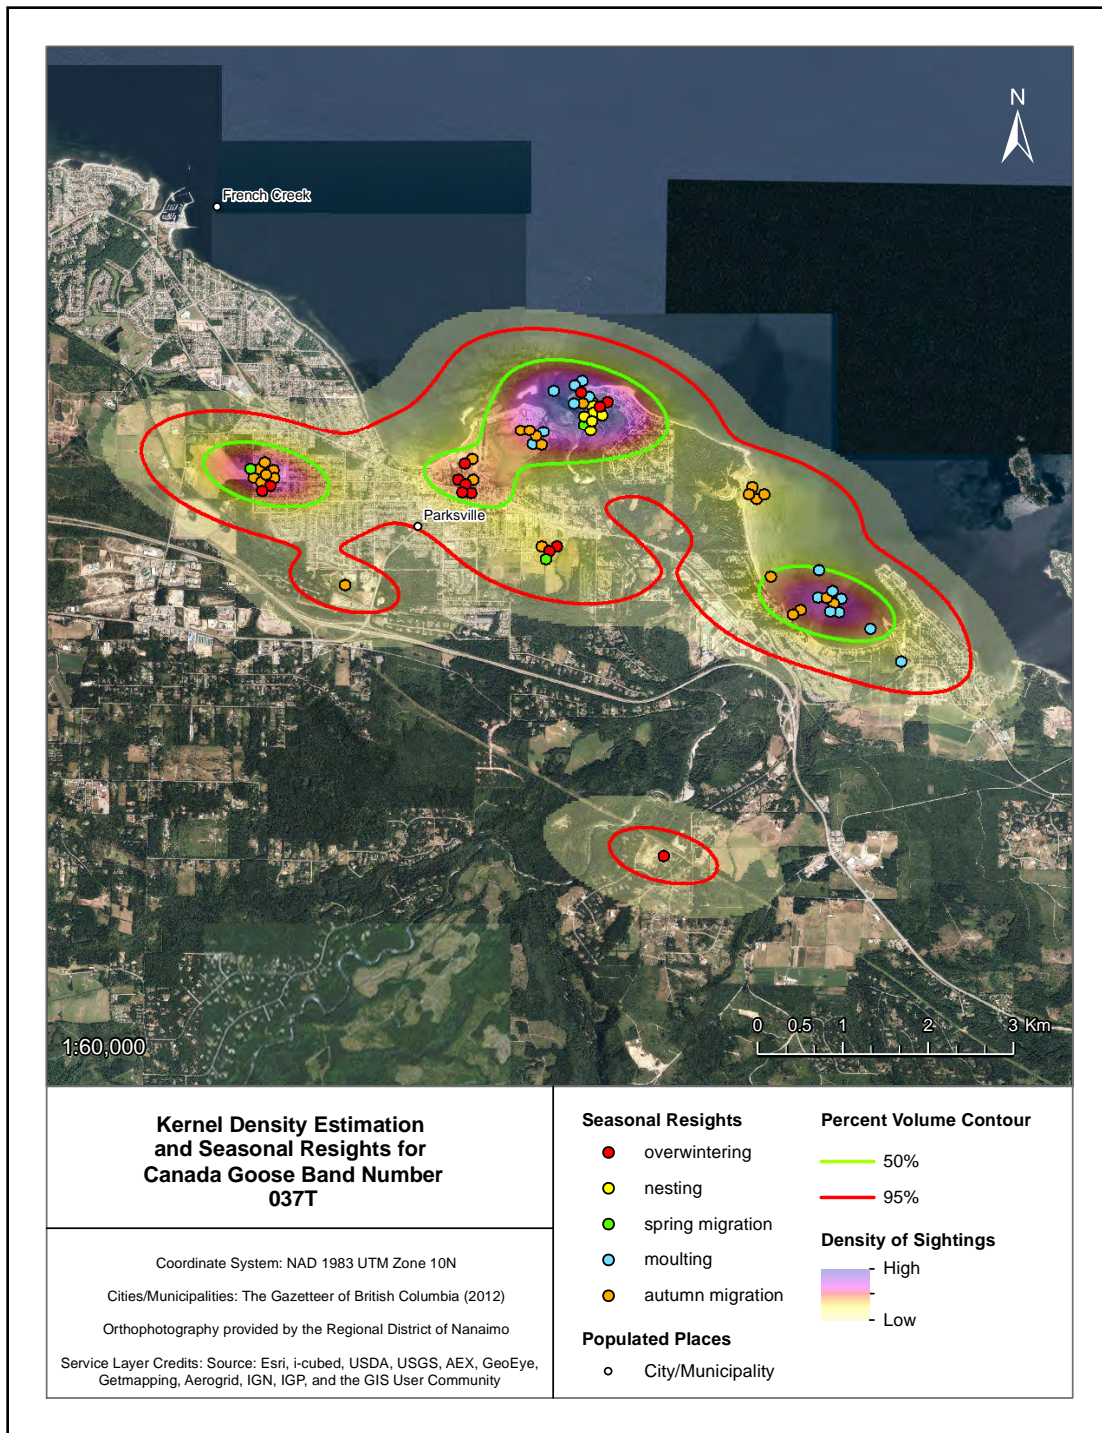 N
French Creek
Parksville
0 0.5 1 2 3 Km
1:60,000
Kernel Density Estimation
and Seasonal Resights for
Canada Goose Band Number
037T
Coordinate System: NAD 1983 UTM Zone 10N
Cities/Municipalities: The Gazetteer of British Columbia (2012)
Orthophotography provided by the Regional District of Nanaimo
Service Layer Credits: Source: Esri, i-cubed, USDA, USGS, AEX, GeoEye,
Getmapping, Aerogrid, IGN, IGP, and the GIS User Community
Seasonal Resights
overwintering
nesting
spring migration
moulting
autumn migration
Populated Places
City/Municipality
Percent Volume Contour
50%
95%
Density of Sightings
High
Low